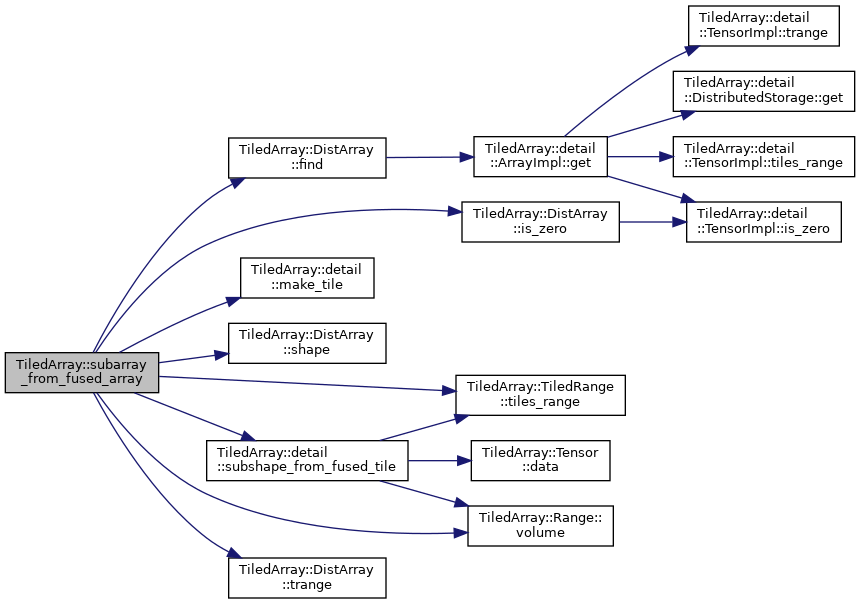 TiledArray::detail
::TensorImpl::trange
TiledArray::detail
::DistributedStorage::get
TiledArray::DistArray
::find
TiledArray::detail
::ArrayImpl::get
TiledArray::detail
::TensorImpl::tiles_range
TiledArray::DistArray
::is_zero
TiledArray::detail
::TensorImpl::is_zero
TiledArray::detail
::make_tile
TiledArray::DistArray
::shape
TiledArray::subarray
_from_fused_array
TiledArray::TiledRange
::tiles_range
TiledArray::detail
::subshape_from_fused_tile
TiledArray::Tensor
::data
TiledArray::Range::
volume
TiledArray::DistArray
::trange